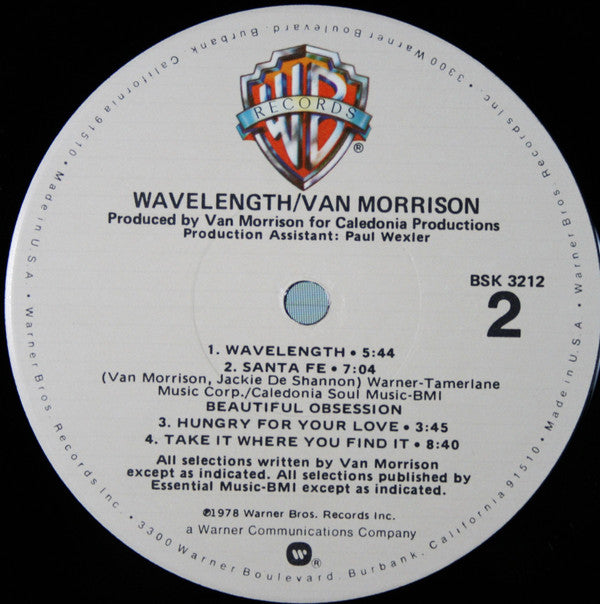 WB
RECORDS
®
WAVELENGTH/VAN MORRISON
Produced by Van Morrison for Caledonia Productions
Production Assistant: Paul Wexler
BSK 3212
2
1. WAVELENGTH • 5:44
2. SANTA FE • 7:04
(Van Morrison, Jackie De Shannon) Warner-Tamerlane
Music Corp./Caledonia Soul Music-BMI
BEAUTIFUL OBSESSION
3. HUNGRY FOR YOUR LOVE • 3:45
4. TAKE IT WHERE YOU FIND IT • 8:40
All selections written by Van Morrison
except as indicated. All selections published by
Essential Music-BMI except as indicated.
℗1978 Warner Bros. Records Inc.
a Warner Communications Company
W ®
Warner Bros. Records Inc. • 3300 Warner Boulevard, Burbank, California 91510 • Made in U.S.A. • Warner Bros. Records Inc. • 3300 Warner Boulevard, Burbank, California 91510 • Made in U.S.A. •